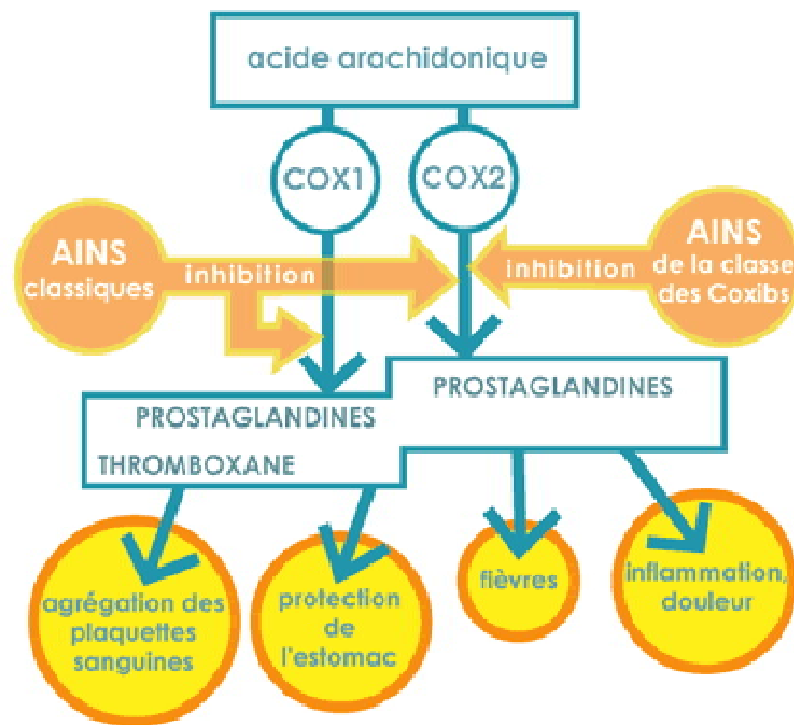 acide arachidonique
COX1
COX2
AINS
classiques
inhibition
inhibition
AINS
de la classe
des Coxibs
PROSTAGLANDINES
PROSTAGLANDINES
THROMBOXANE
agrégation des
plaquettes
sanguines
protection
de
l'estomac
fièvres
inflammation,
douleur